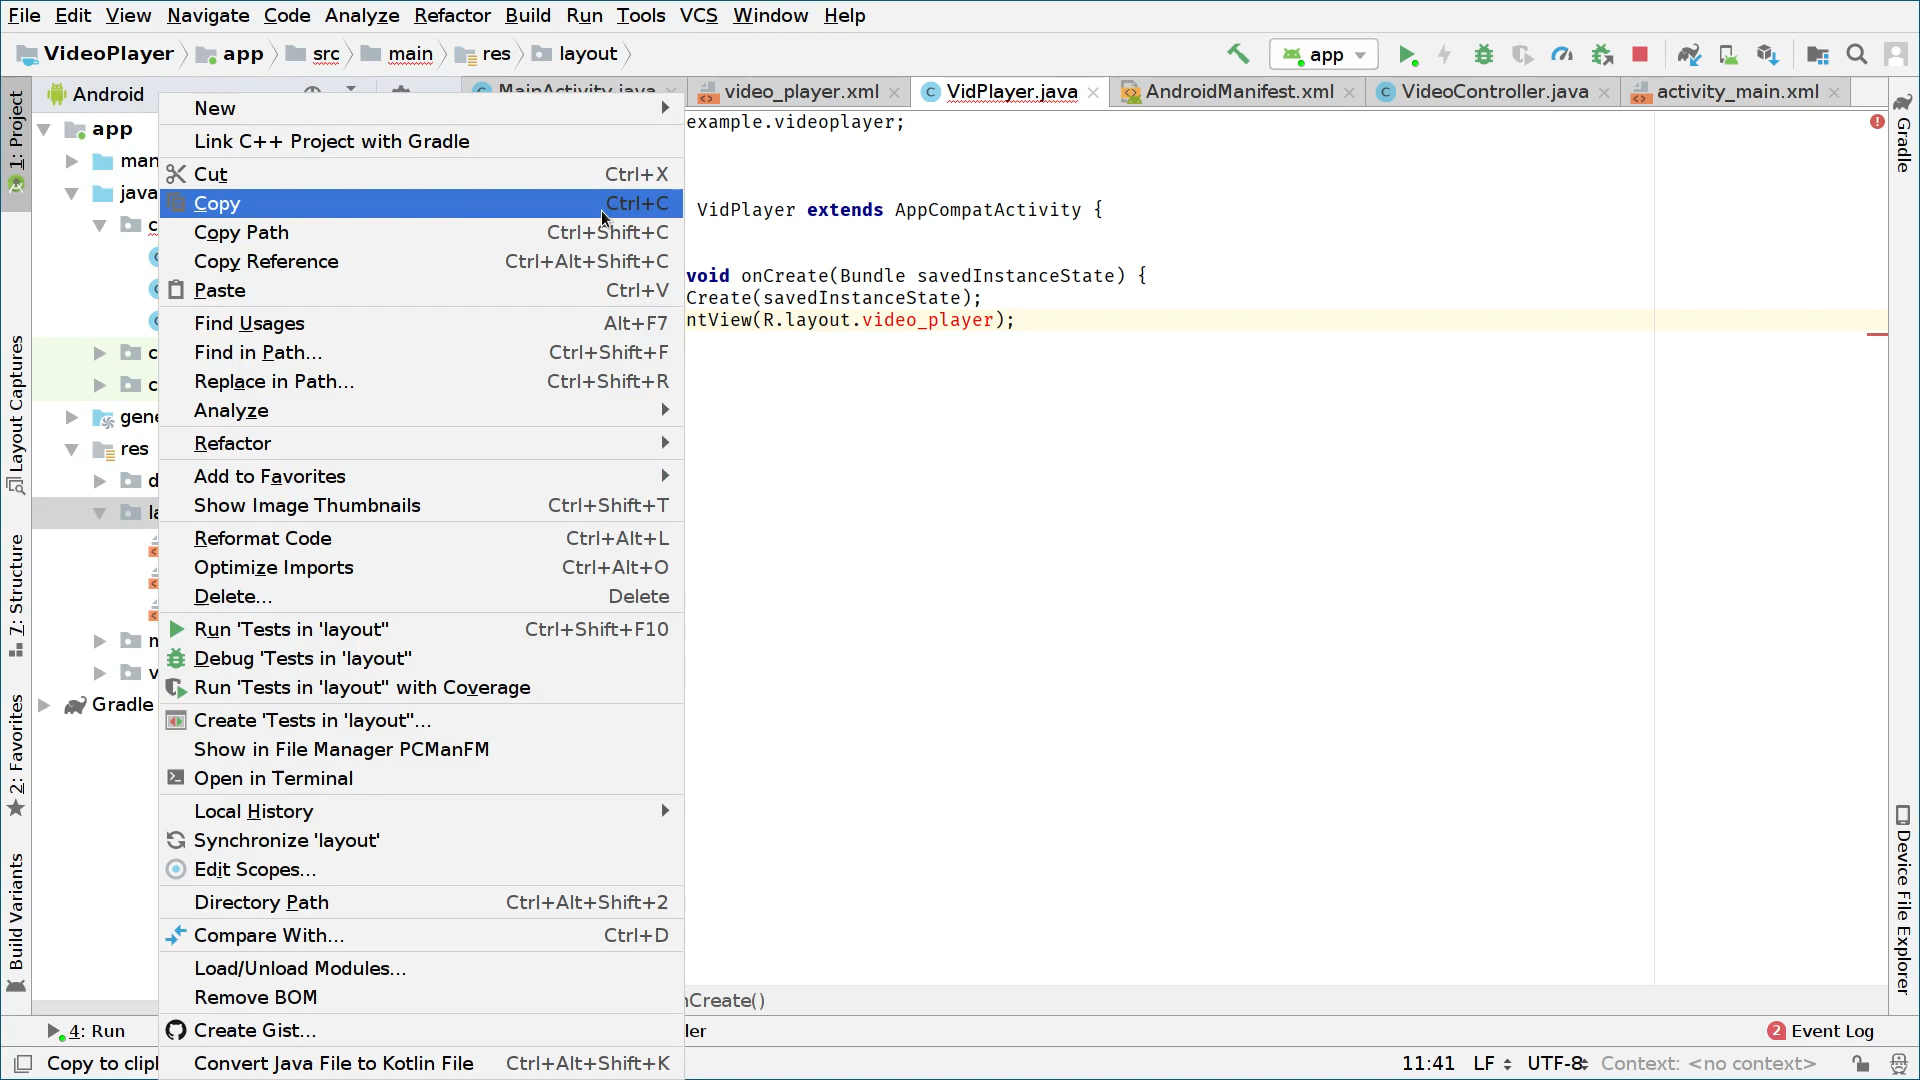 File Edit View Navigate Code Analyze Refactor Build Run Tools VCS Window Help
VideoPlayer app src main res layout app
Android MainActivity.java video_player.xml VidPlayer.java AndroidManifest.xml VideoController.java activity_main.xml
1: Project
Layout Captures
7: Structure
2: Favorites
Build Variants
app
man
java
c
c
c
gene
res
d
la
m
v
Gradle
New
Link C++ Project with Gradle
Cut Ctrl+X
Copy Ctrl+C
Copy Path Ctrl+Shift+C
Copy Reference Ctrl+Alt+Shift+C
Paste Ctrl+V
Find Usages Alt+F7
Find in Path... Ctrl+Shift+F
Replace in Path... Ctrl+Shift+R
Analyze
Refactor
Add to Favorites
Show Image Thumbnails Ctrl+Shift+T
Reformat Code Ctrl+Alt+L
Optimize Imports Ctrl+Alt+O
Delete... Delete
Run 'Tests in 'layout'' Ctrl+Shift+F10
Debug 'Tests in 'layout''
Run 'Tests in 'layout'' with Coverage
Create 'Tests in 'layout''...
Show in File Manager PCManFM
Open in Terminal
Local History
Synchronize 'layout'
Edit Scopes...
Directory Path Ctrl+Alt+Shift+2
Compare With... Ctrl+D
Load/Unload Modules...
Remove BOM
Create Gist...
Convert Java File to Kotlin File Ctrl+Alt+Shift+K
example.videoplayer;
VidPlayer extends AppCompatActivity {
void onCreate(Bundle savedInstanceState) {
Create(savedInstanceState);
ntView(R.layout.video_player);
nCreate()
Gradle
Device File Explorer
4: Run ler 2 Event Log
Copy to clip 11:41 LF UTF-8 Context: <no context>